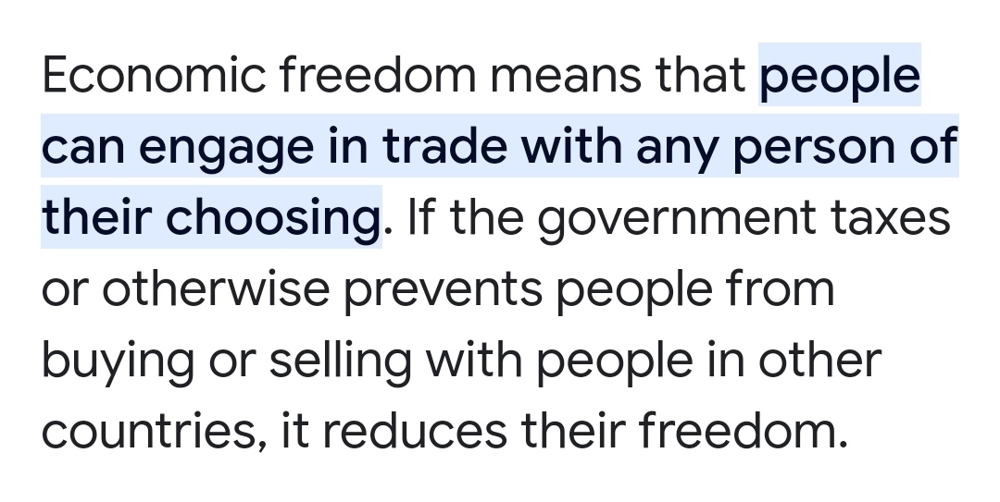 Economic freedom means that people
can engage in trade with any person of
their choosing. If the government taxes
or otherwise prevents people from
buying or selling with people in other
countries, it reduces their freedom.